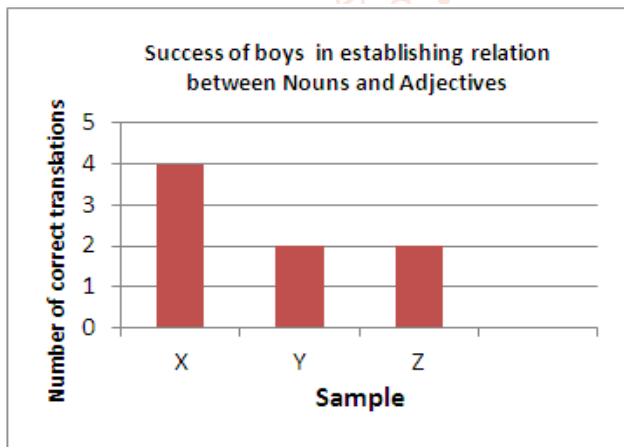 Success of boys in establishing relation
between Nouns and Adjectives
Number of correct translations
5
4
3
2
1
0
X Y Z
Sample